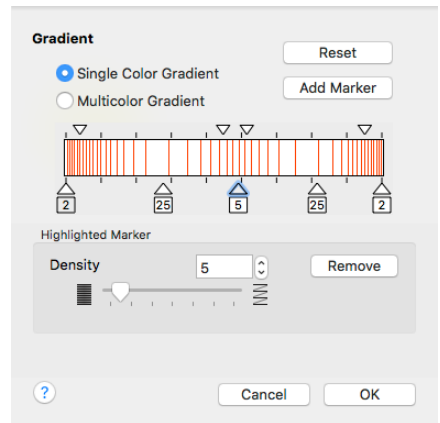 Gradient
Reset
Single Color Gradient
Add Marker
Multicolor Gradient
2 25 5 25 2
Highlighted Marker
Density 5 Remove
? Cancel OK